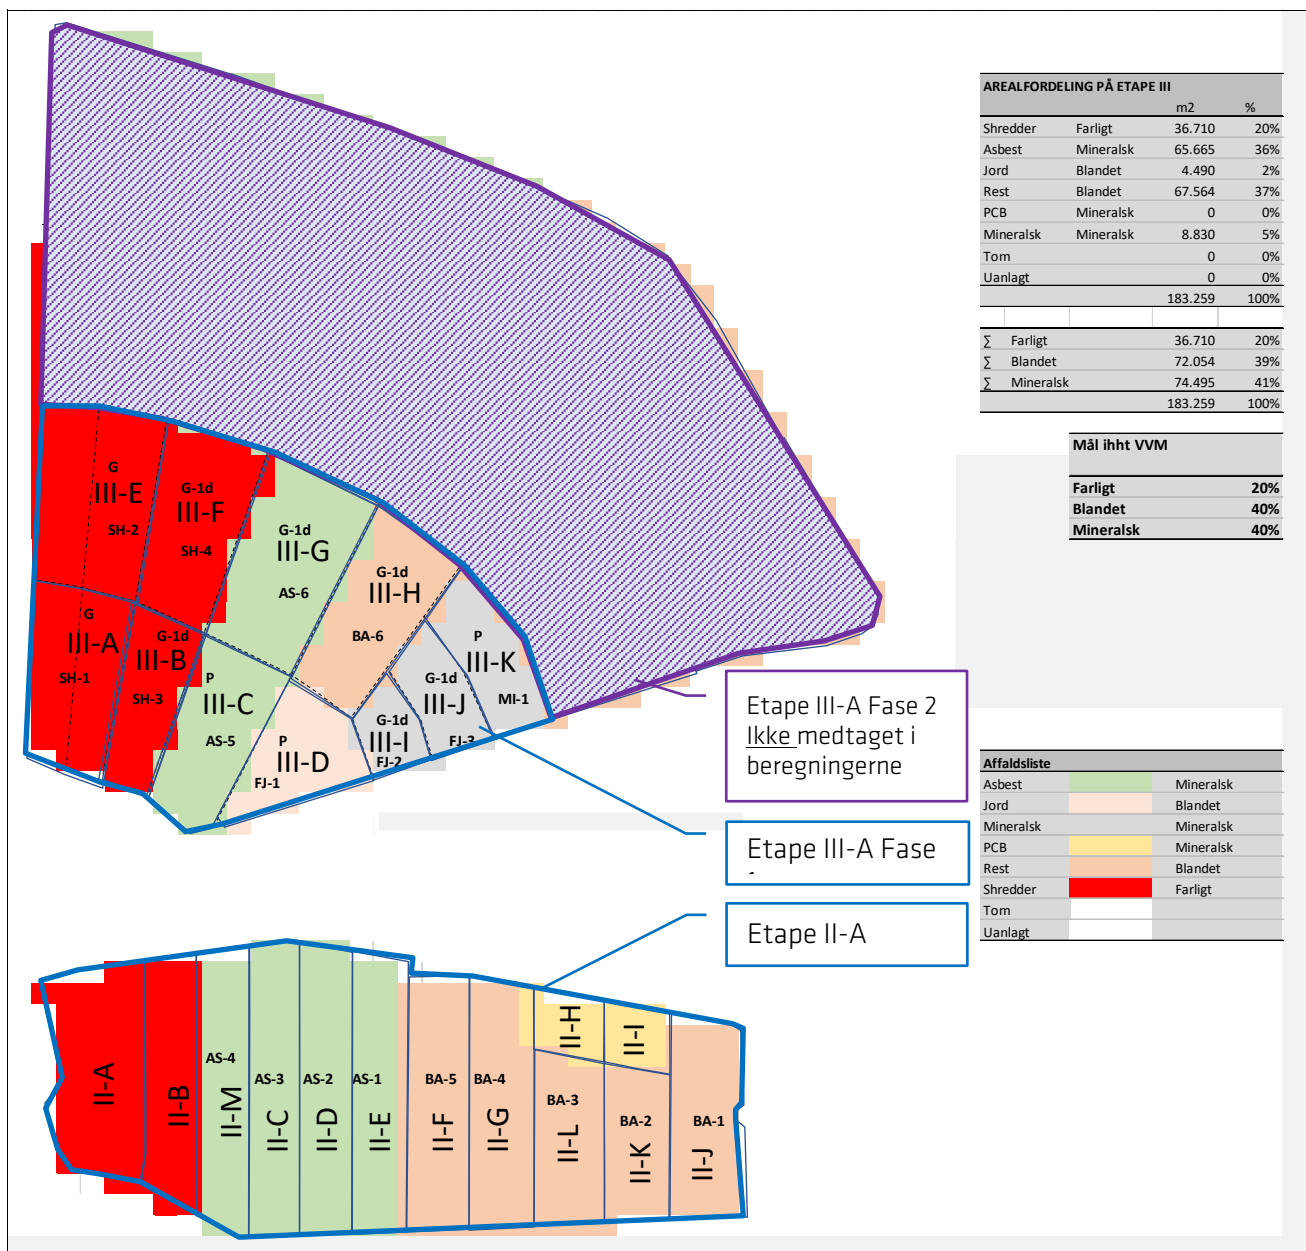 AREALFORDELING PÅ ETAPE III
m2 %
Shredder Farligt 36.710 20%
Asbest Mineralsk 65.665 36%
Jord Blandet 4.490 2%
Rest Blandet 67.564 37%
PCB Mineralsk 0 0%
Mineralsk Mineralsk 8.830 5%
Tom 0 0%
Uanlagt 0 0%
183.259 100%
∑ Farligt 36.710 20%
∑ Blandet 72.054 39%
∑ Mineralsk 74.495 41%
183.259 100%
Mål ihht VVM
Farligt 20%
Blandet 40%
Mineralsk 40%
G
III-E
SH-2
G-1d
III-F
SH-4
G-1d
III-G
AS-6
G-1d
III-H
BA-6
G
III-A
SH-1
G-1d
III-B
SH-3
P
III-C
AS-5
P
III-D
FJ-1
G-1d
III-I
FJ-2
G-1d
III-J
FJ-3
P
III-K
MI-1
Etape III-A Fase 2
Ikke medtaget i
beregningerne
Etape III-A Fase
Etape II-A
Affaldsliste
Asbest Mineralsk
Jord Blandet
Mineralsk Mineralsk
PCB Mineralsk
Rest Blandet
Shredder Farligt
Tom
Uanlagt
II-A
II-B
AS-4
II-M
AS-3
II-C
AS-2
II-D
AS-1
II-E
BA-5
II-F
BA-4
II-G
II-H
II-I
BA-3
II-L
BA-2
II-K
BA-1
II-J